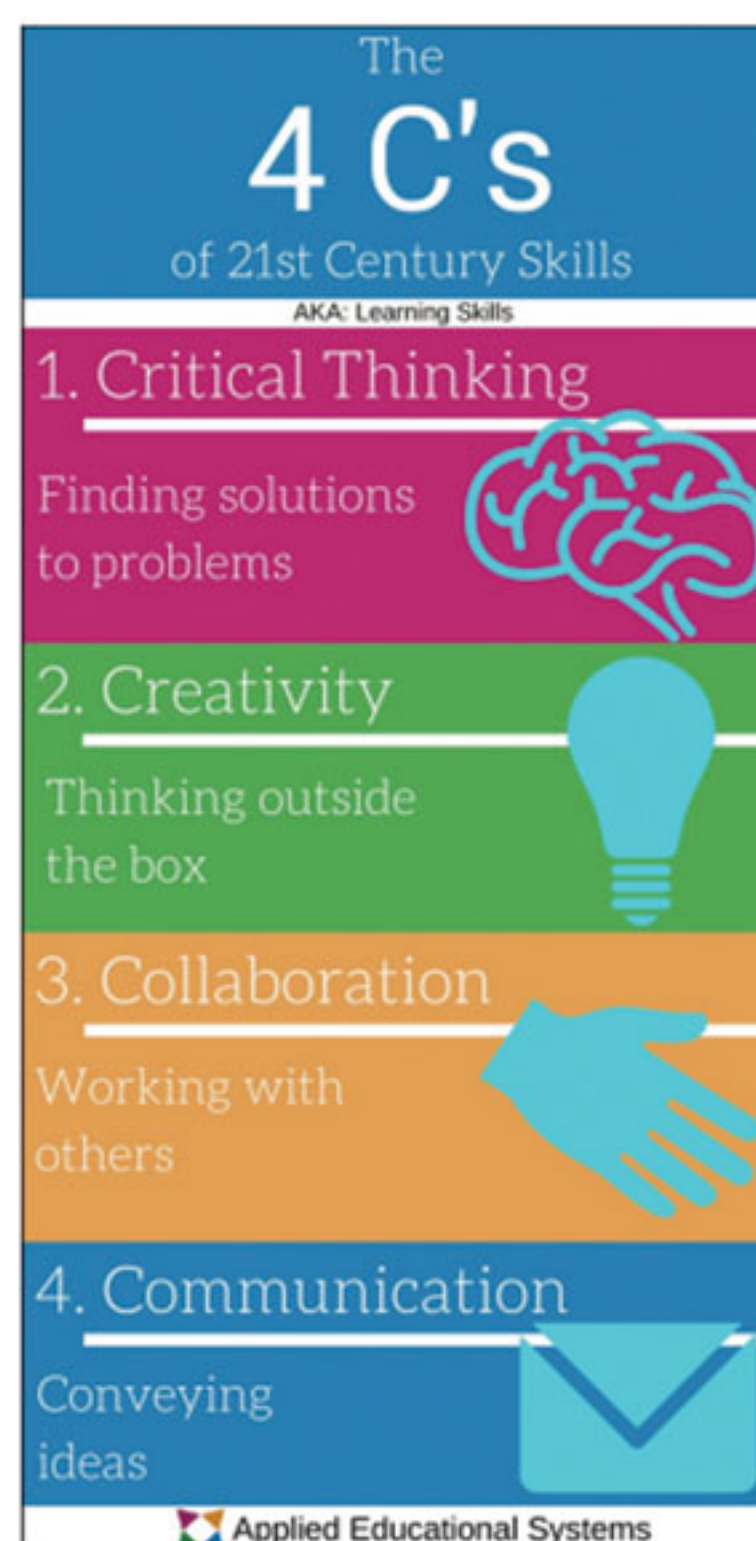 The
4 C's
of 21st Century Skills
AKA: Learning Skills
1. Critical Thinking
Finding solutions
to problems
2. Creativity
Thinking outside
the box
3. Collaboration
Working with
others
4. Communication
Conveying
ideas
Applied Educational Systems